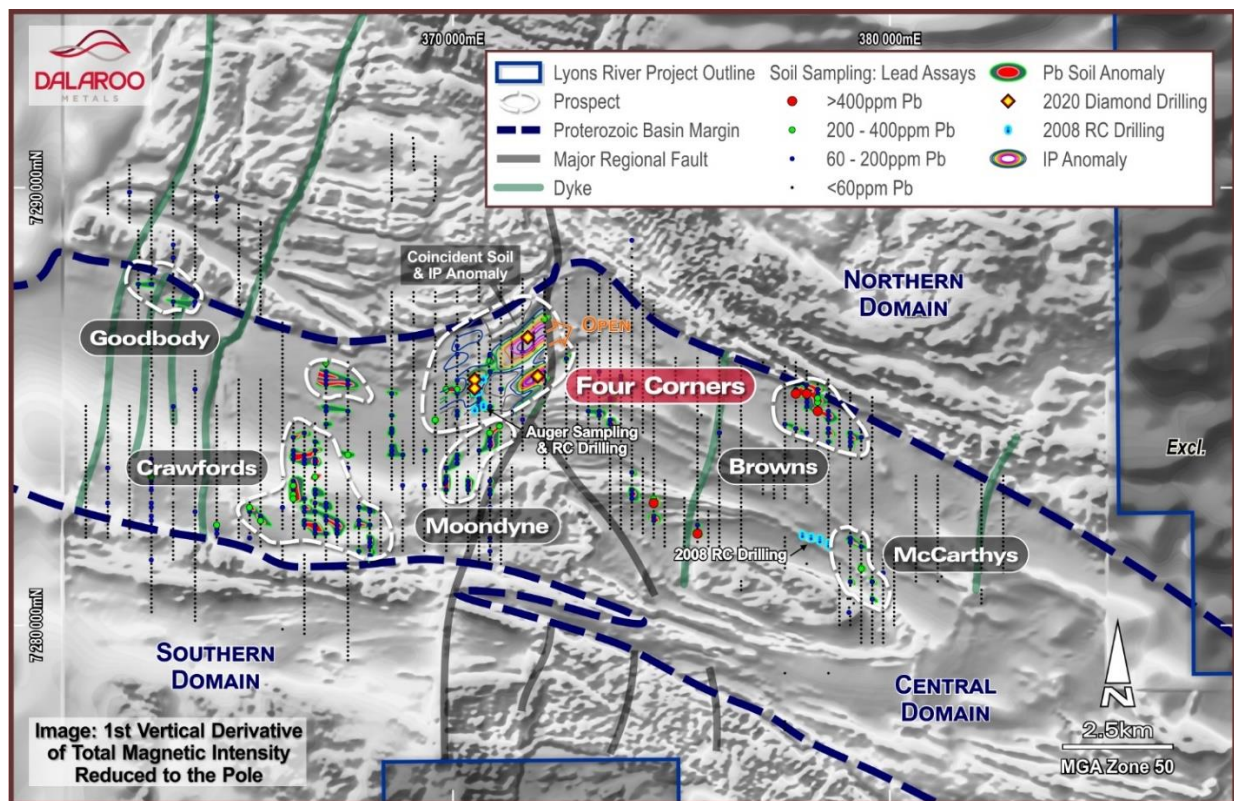 DALAROO
METALS
370 000mE
380 000mE
7 290 000mN
7 280 000mN
Lyons River Project Outline
Prospect
Proterozoic Basin Margin
Major Regional Fault
Dyke
Soil Sampling: Lead Assays
>400ppm Pb
200 - 400ppm Pb
60 - 200ppm Pb
<60ppm Pb
Pb Soil Anomaly
2020 Diamond Drilling
2008 RC Drilling
IP Anomaly
Coincident Soil
& IP Anomaly
NORTHERN
DOMAIN
OPEN
Goodbody
Four Corners
Auger Sampling
& RC Drilling
Crawfords
Browns
Excl.
Moondyne
2008 RC Drilling
McCarthys
SOUTHERN
DOMAIN
CENTRAL
DOMAIN
N
2.5km
MGA Zone 50
Image: 1st Vertical Derivative
of Total Magnetic Intensity
Reduced to the Pole